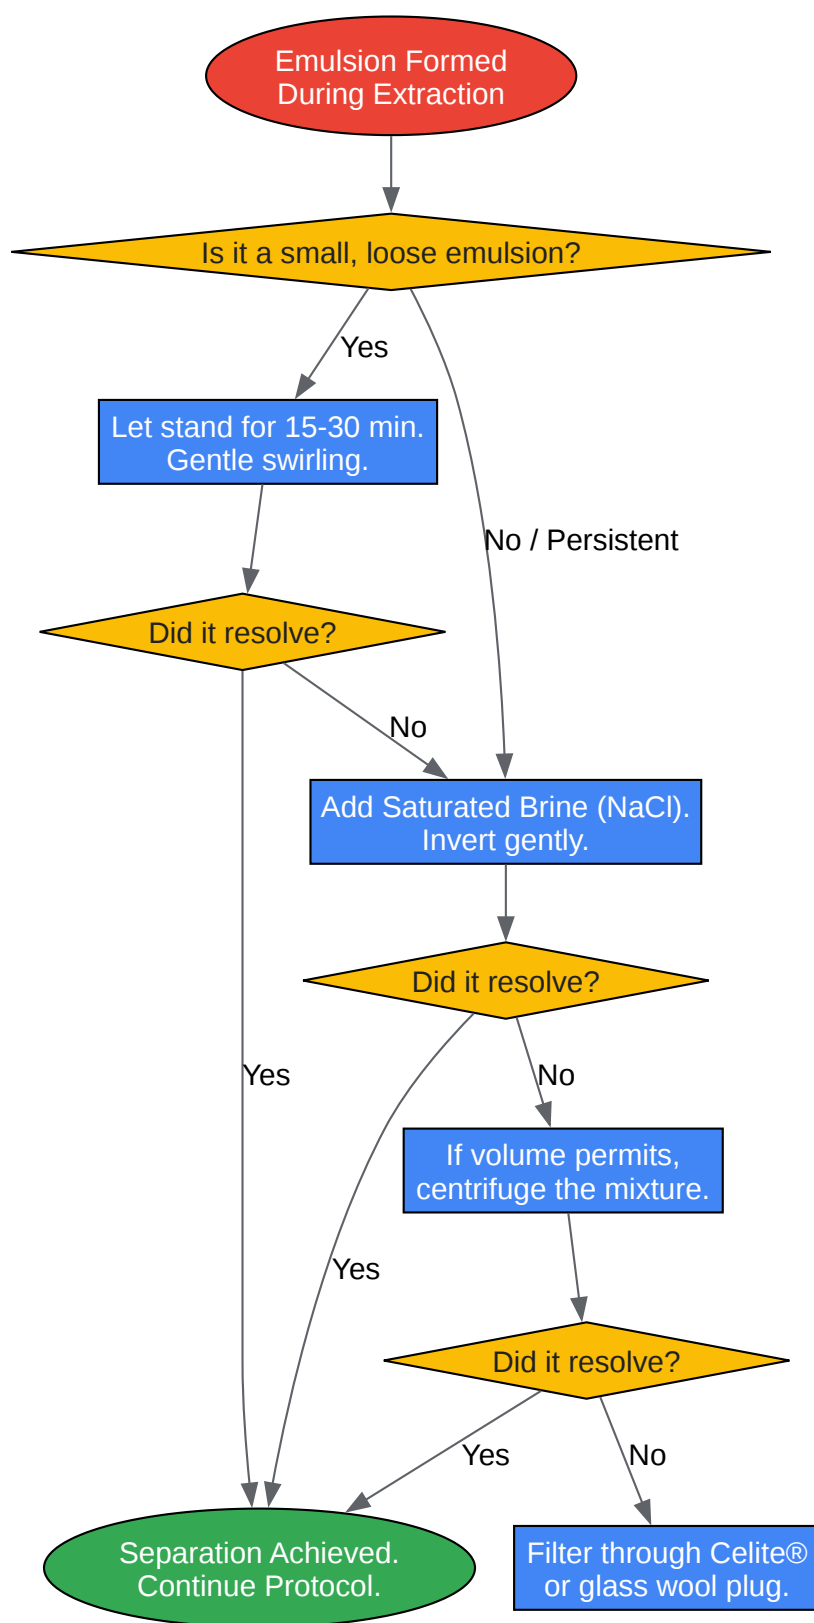 Emulsion Formed
During Extraction
Is it a small, loose emulsion?
Yes
Let stand for 15-30 min.
Gentle swirling.
No / Persistent
Did it resolve?
No
Add Saturated Brine (NaCl).
Invert gently.
Did it resolve?
Yes
No
If volume permits,
centrifuge the mixture.
Yes
Did it resolve?
Yes
No
Separation Achieved.
Continue Protocol.
Filter through Celite®
or glass wool plug.